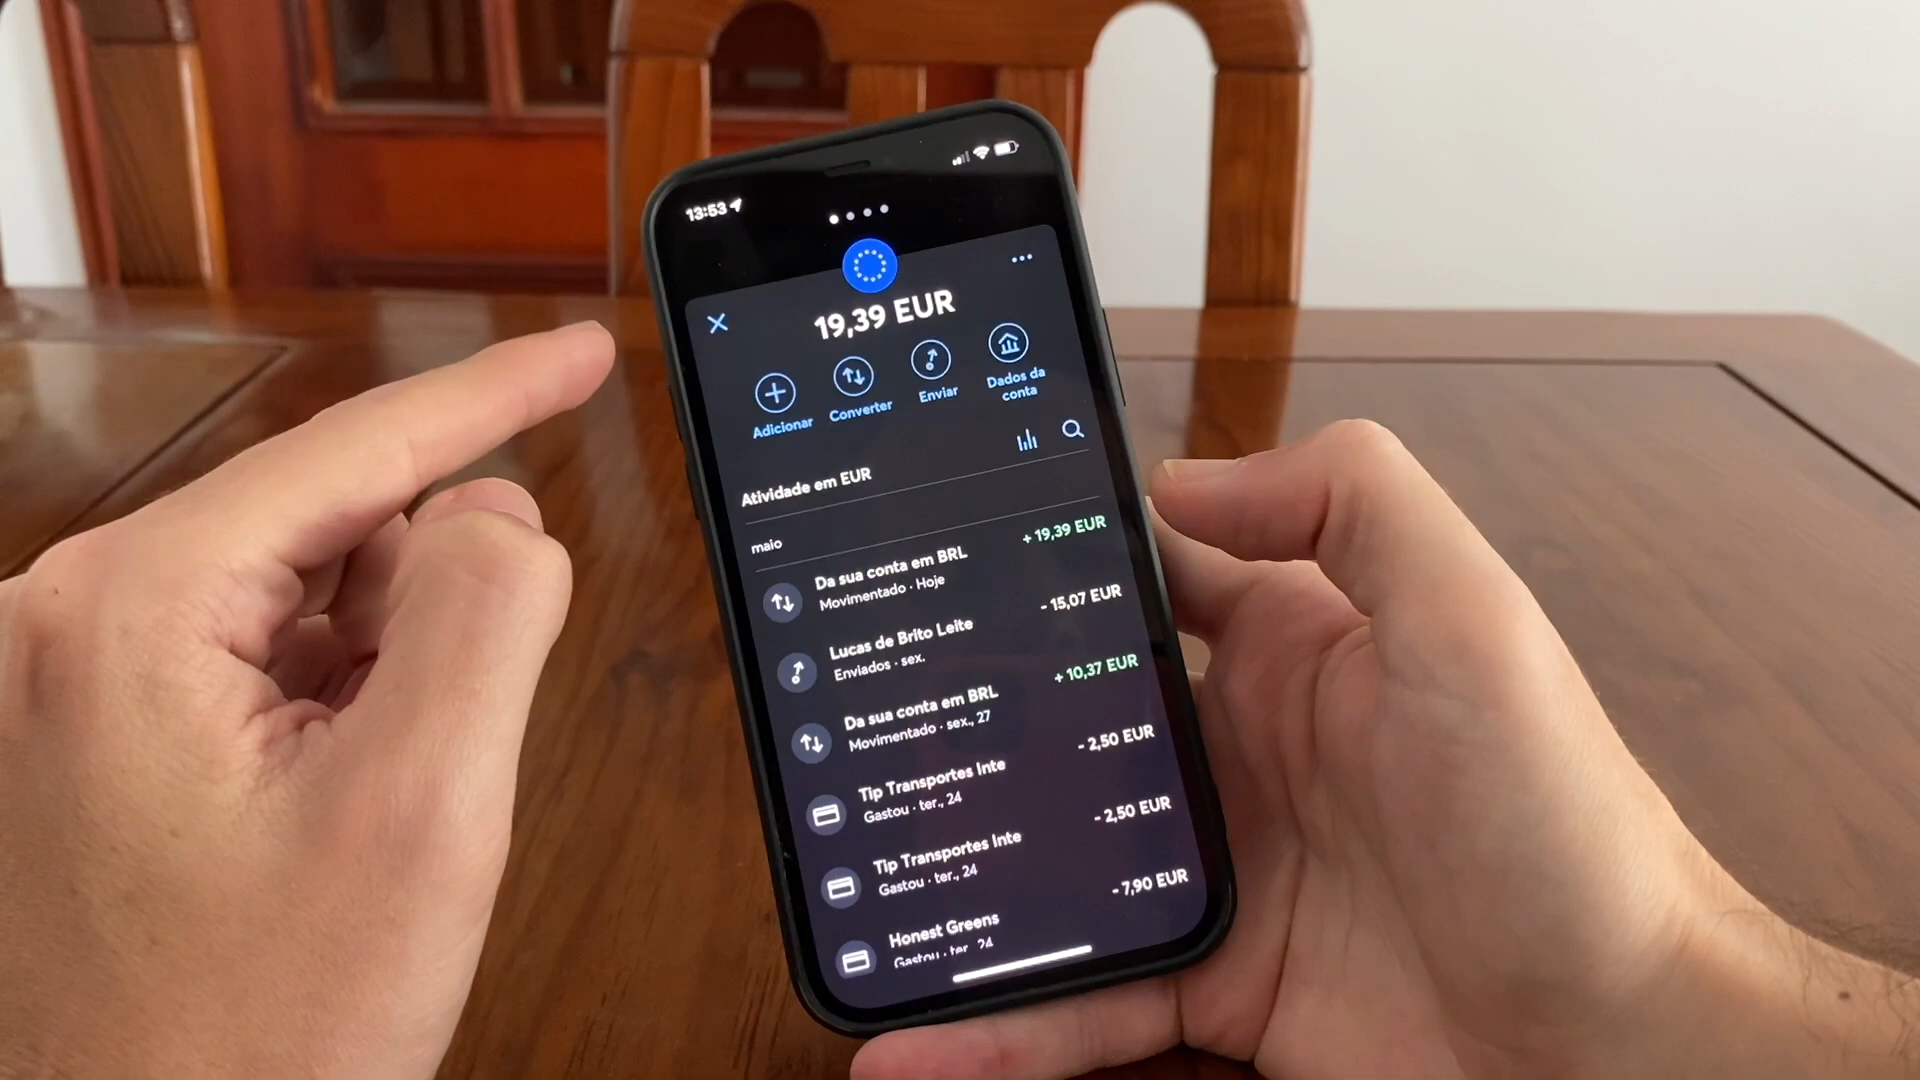 13:53
19,39 EUR
Adicionar
Converter
Enviar
Dados da
conta
Atividade em EUR
maio
Da sua conta em BRL
+ 19,39 EUR
Movimentado · Hoje
Lucas de Brito Leite
- 15,07 EUR
Enviados · sex.
Da sua conta em BRL
+ 10,37 EUR
Movimentado · sex., 27
Tip Transportes Inte
- 2,50 EUR
Gastou · ter., 24
Tip Transportes Inte
- 2,50 EUR
Gastou · ter., 24
Honest Greens
- 7,90 EUR
Gastou · ter., 24